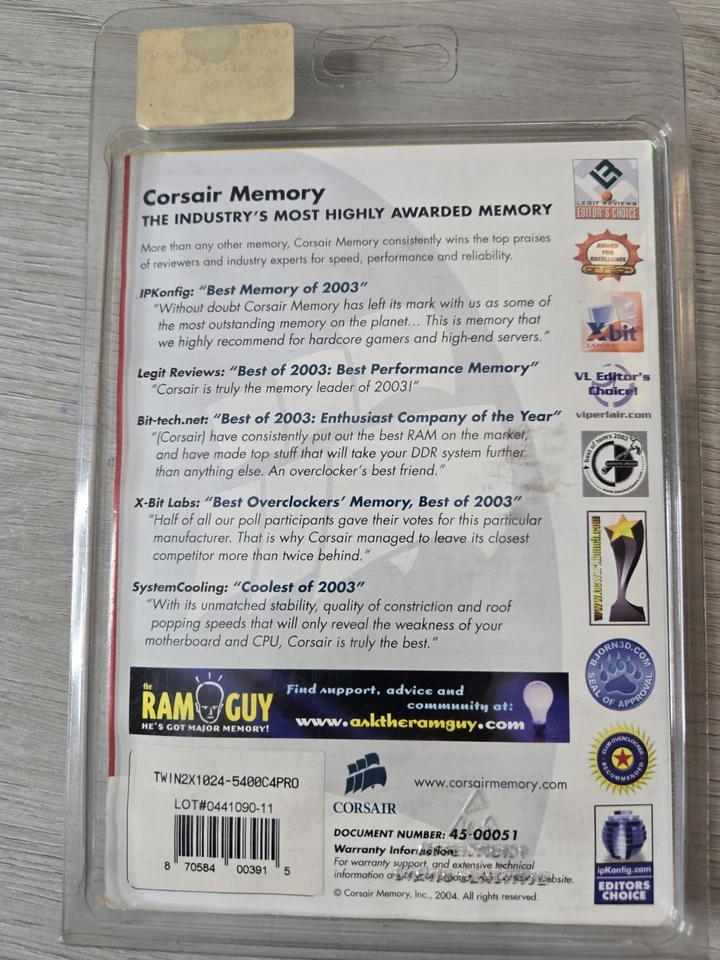 Corsair Memory
THE INDUSTRY'S MOST HIGHLY AWARDED MEMORY
More than any other memory, Corsair Memory consistently wins the top praises
of reviewers and industry experts for speed, performance and reliability.
IPKonfig: "Best Memory of 2003"
"Without doubt Corsair Memory has left its mark with us as some of
the most outstanding memory on the planet... This is memory that
we highly recommend for hardcore gamers and high-end servers."
Legit Reviews: "Best of 2003: Best Performance Memory"
"Corsair is truly the memory leader of 2003!"
Bit-tech.net: "Best of 2003: Enthusiast Company of the Year"
"(Corsair) have consistently put out the best RAM on the market,
and have made top stuff that will take your DDR system further
than anything else. An overclocker's best friend."
X-Bit Labs: "Best Overclockers' Memory, Best of 2003"
"Half of all our poll participants gave their votes for this particular
manufacturer. That is why Corsair managed to leave its closest
competitor more than twice behind."
SystemCooling: "Coolest of 2003"
"With its unmatched stability, quality of constriction and roof
popping speeds that will only reveal the weakness of your
motherboard and CPU, Corsair is truly the best."
the
RAM GUY
HE'S GOT MAJOR MEMORY!
Find support, advice and
community at:
www.asktheramguy.com
TWIN2X1024-5400C4PRO
LOT#0441090-11
8 70584 00391 5
CORSAIR
www.corsairmemory.com
DOCUMENT NUMBER: 45-00051
Warranty Information:
For warranty support, and extensive technical
information website.
© Corsair Memory, Inc., 2004. All rights reserved.
LEGIT REVIEWS
EDITOR'S CHOICE
AWARD
FOR
EXCELLENCE
Xbit
VL Editor's
Choice!
viperlair.com
best of tom's 2002
BJORN3D.COM
SEAL OF APPROVAL
CLUB OVERCLOCKER
RECOMMENDED
ipKonfig.com
EDITORS
CHOICE